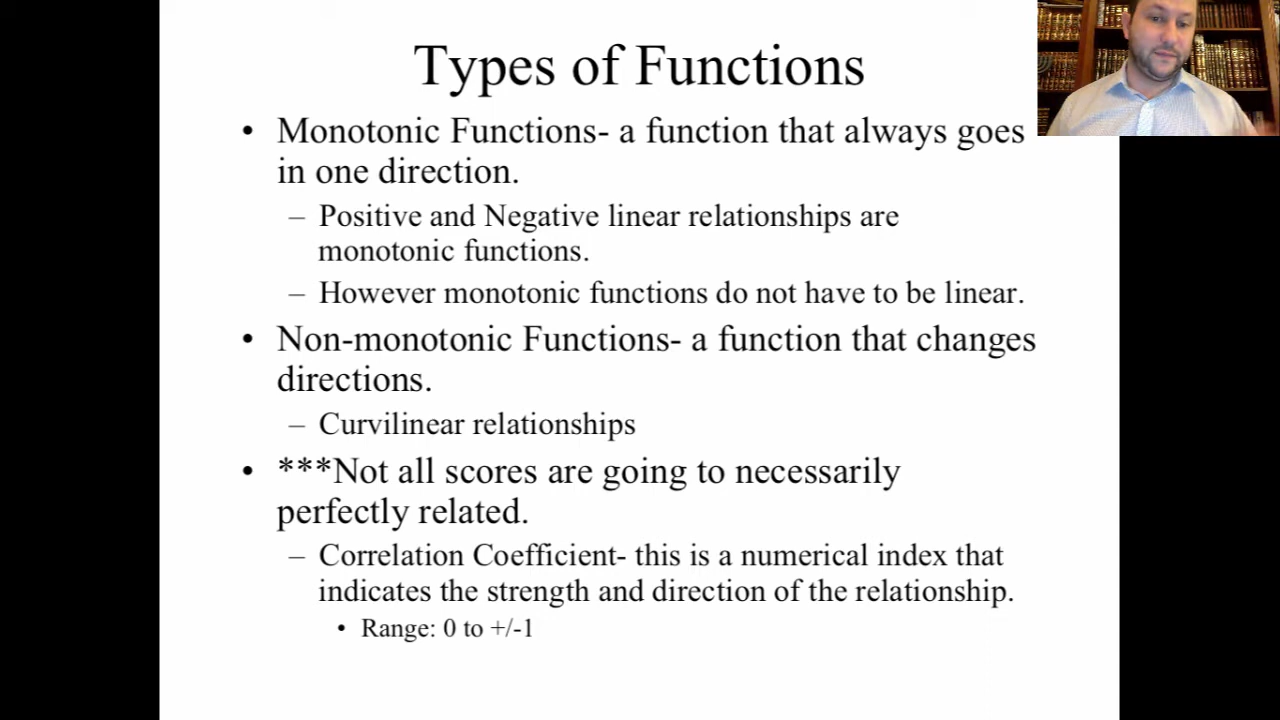 Types of Functions
• Monotonic Functions- a function that always goes
in one direction.
– Positive and Negative linear relationships are
monotonic functions.
– However monotonic functions do not have to be linear.
• Non-monotonic Functions- a function that changes
directions.
– Curvilinear relationships
• ***Not all scores are going to necessarily
perfectly related.
– Correlation Coefficient- this is a numerical index that
indicates the strength and direction of the relationship.
• Range: 0 to +/-1